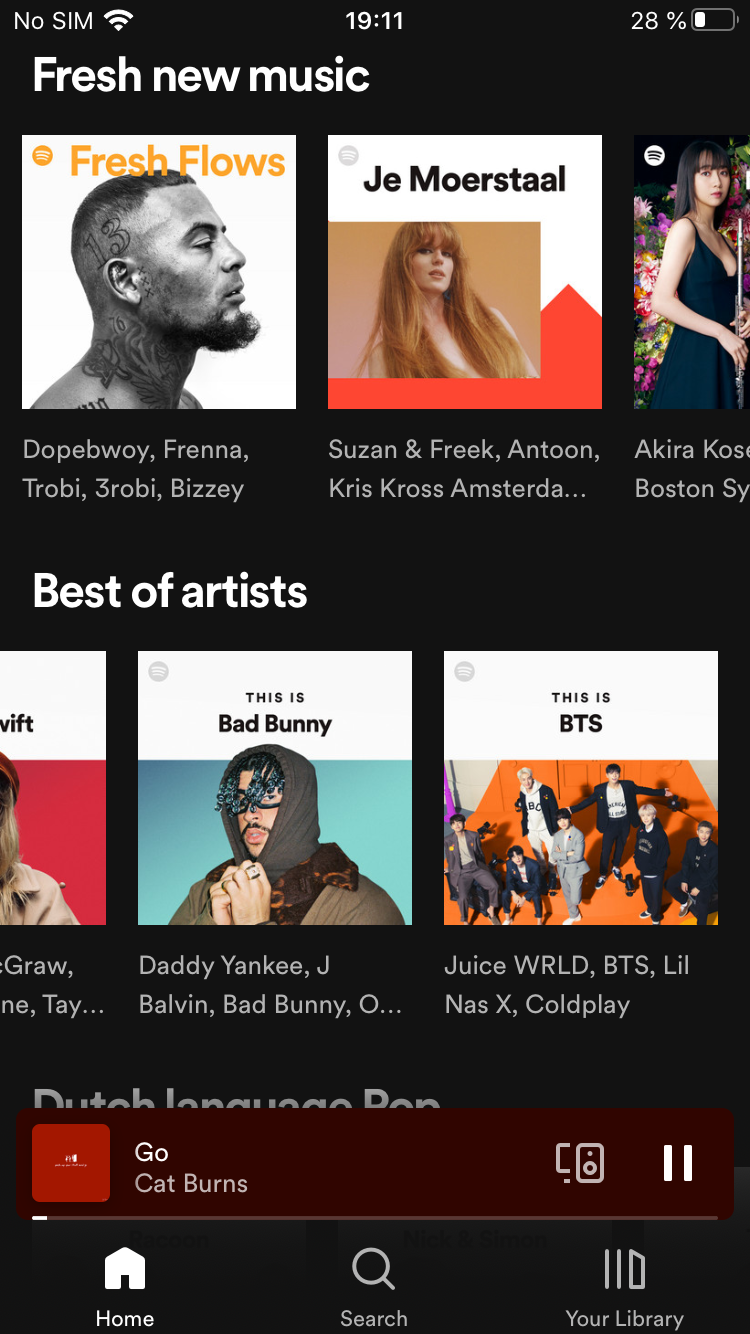 No SIM 19:11 28 %
Fresh new music
Fresh Flows
Je Moerstaal
Dopebwoy, Frenna,
Trobi, 3robi, Bizzey
Suzan & Freek, Antoon,
Kris Kross Amsterda...
Akira Kos
Boston Sy
Best of artists
wift
THIS IS
Bad Bunny
THIS IS
BTS
Graw,
ne, Tay...
Daddy Yankee, J
Balvin, Bad Bunny, O...
Juice WRLD, BTS, Lil
Nas X, Coldplay
Dutch language Pop
Go
Cat Burns
Racoon
Nick & Simon
Home
Search
Your Library